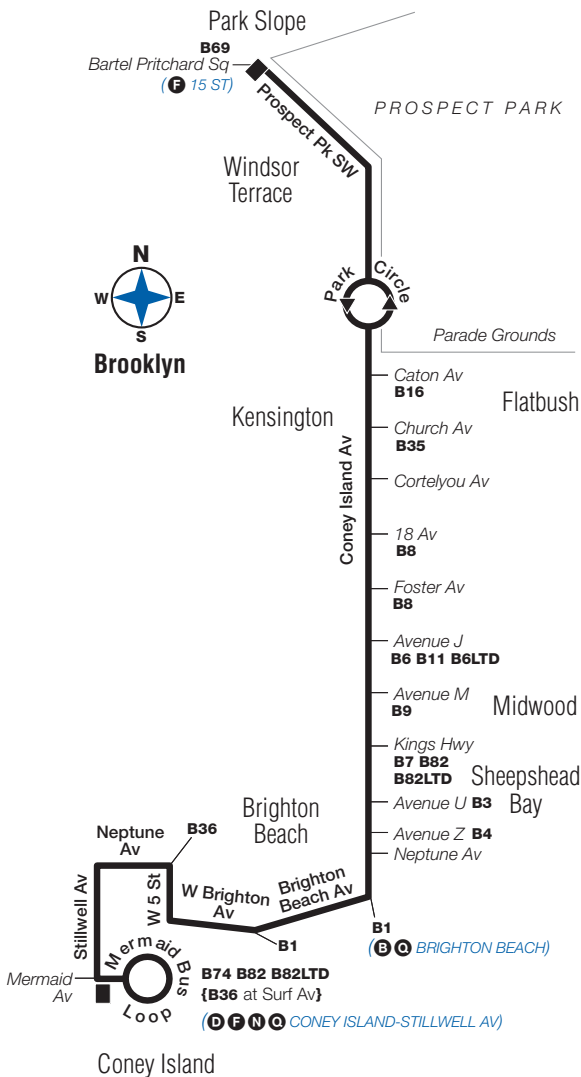 Park Slope
B69
Bartel Pritchard Sq
(F 15 ST)
Prospect Pk SW
PROSPECT PARK
Windsor
Terrace
N
W E
S
Brooklyn
Park Circle
Parade Grounds
Caton Av
B16
Flatbush
Kensington
Church Av
B35
Coney Island Av
Cortelyou Av
18 Av
B8
Foster Av
B8
Avenue J
B6 B11 B6LTD
Avenue M
B9
Midwood
Kings Hwy
B7 B82
B82LTD
Sheepshead
Bay
Avenue U B3
Avenue Z B4
Neptune Av
Brighton
Beach
Neptune
Av
B36
Stillwell Av
W 5 St
W Brighton
Av
Brighton
Beach Av
B1
B1
(B Q BRIGHTON BEACH)
Mermaid
Av
Mermaid Bus
Loop
B74 B82 B82LTD
{B36 at Surf Av}
(D F N Q CONEY ISLAND-STILLWELL AV)
Coney Island